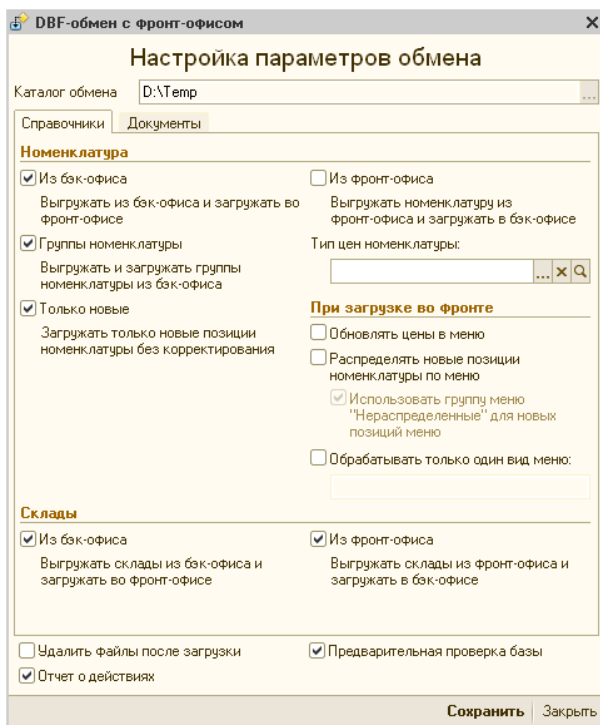 DBF-обмен с фронт-офисом
Настройка параметров обмена
Каталог обмена D:\Temp ...
Справочники Документы
Номенклатура
Из бэк-офиса
Выгружать из бэк-офиса и загружать во
фронт-офисе
Группы номенклатуры
Выгружать и загружать группы
номенклатуры из бэк-офиса
Только новые
Загружать только новые позиции
номенклатуры без корректирования
Из фронт-офиса
Выгружать номенклатуру из
фронт-офиса и загружать в бэк-офисе
Тип цен номенклатуры:
...
При загрузке во фронте
Обновлять цены в меню
Распределять новые позиции
номенклатуры по меню
Использовать группу меню
"Нераспределенные" для новых
позиций меню
Обрабатывать только один вид меню:
Склады
Из бэк-офиса
Выгружать склады из бэк-офиса и
загружать во фронт-офисе
Из фронт-офиса
Выгружать склады из фронт-офиса и
загружать в бэк-офисе
Удалить файлы после загрузки
Предварительная проверка базы
Отчет о действиях
Сохранить Закрыть